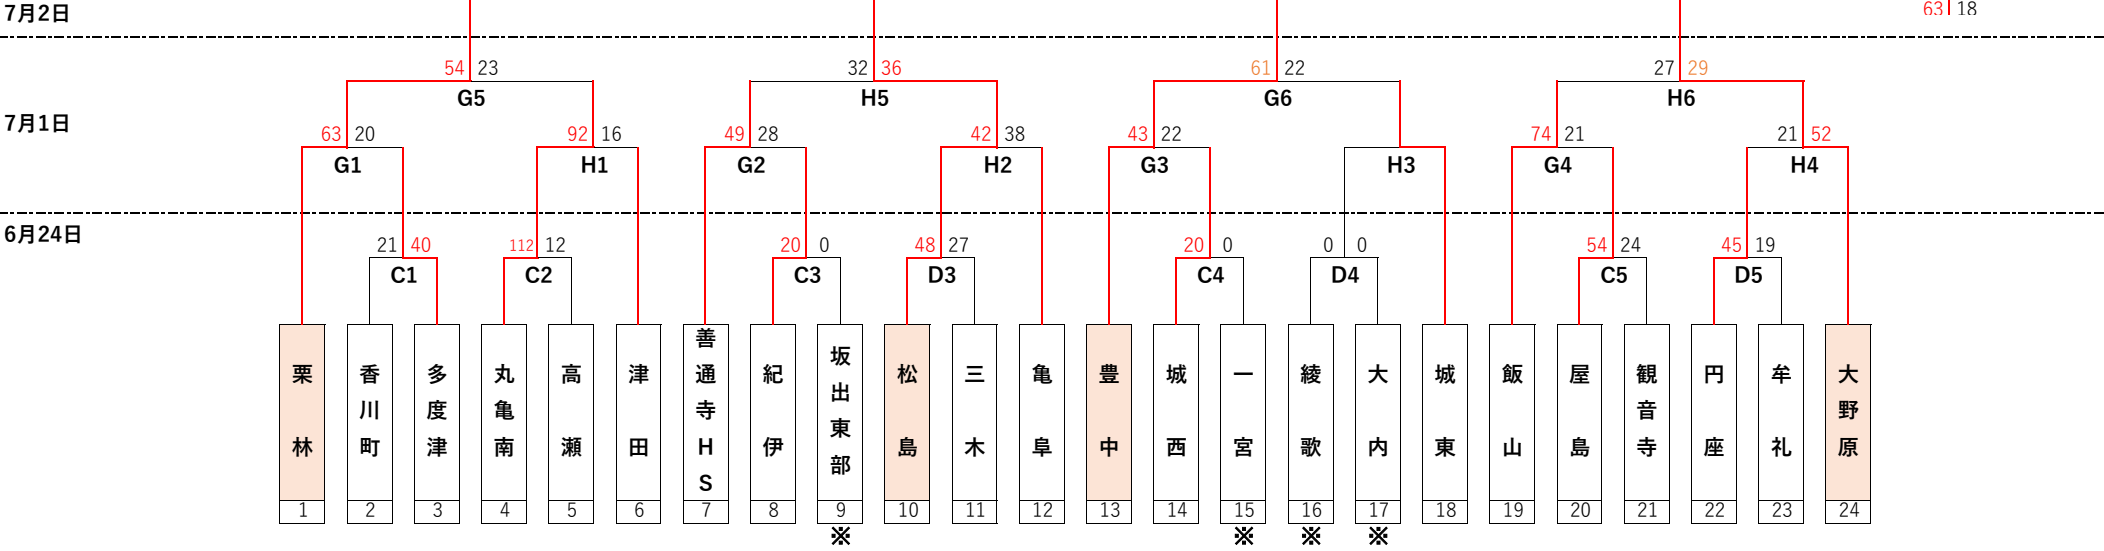 7月2日
63 18
54 23 32 36 61 22 27 29
G5 H5 G6 H6
7月1日
63 20 92 16 49 28 42 38 43 22 74 21 21 52
G1 H1 G2 H2 G3 H3 G4 H4
6月24日
21 40 112 12 20 0 48 27 20 0 0 0 54 24 45 19
C1 C2 C3 D3 C4 D4 C5 D5
栗林
香川町
多度津
丸亀南
高瀬
津田
善通寺HS
紀伊
坂出東部
松島
三木
亀阜
豊中
城西
一宮
綾歌
大内
城東
飯山
屋島
観音寺
円座
牟礼
大野原
1 2 3 4 5 6 7 8 9 10 11 12 13 14 15 16 17 18 19 20 21 22 23 24
※ ※ ※ ※